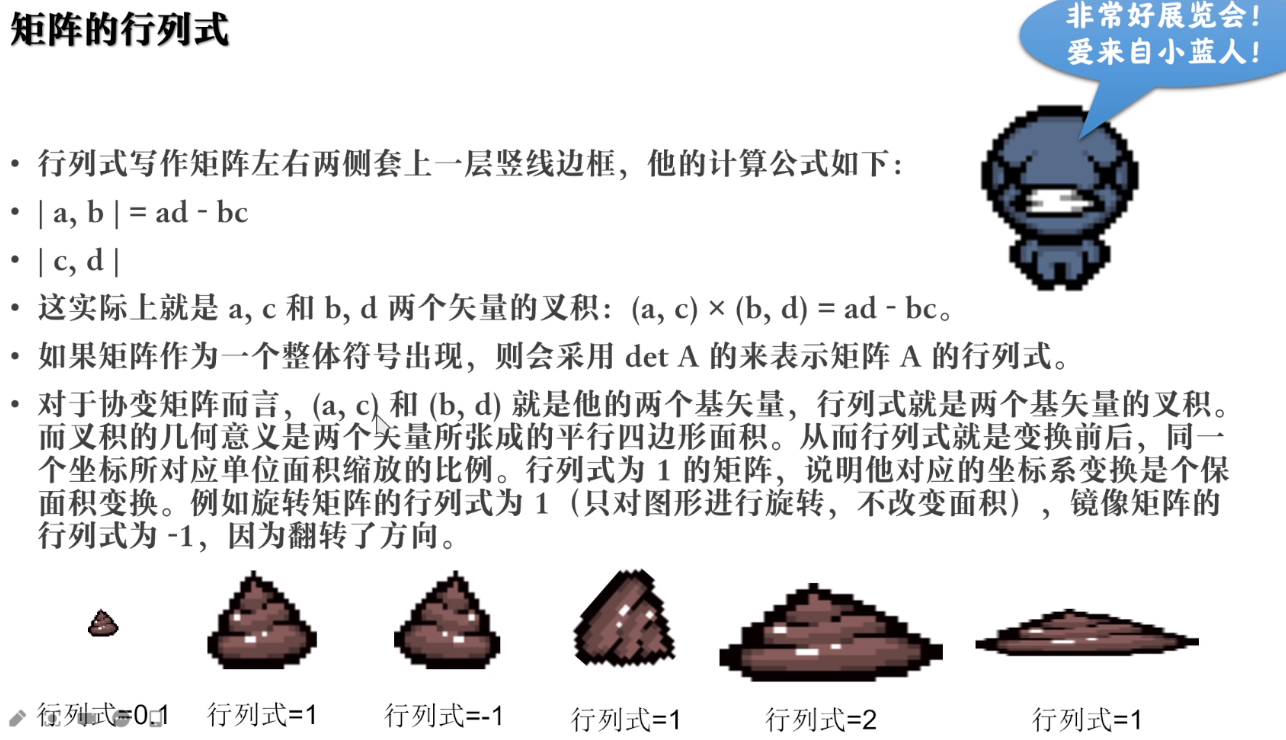 矩阵的行列式
非常好展览会！
爱来自小蓝人！
• 行列式写作矩阵左右两侧套上一层竖线边框，他的计算公式如下：
• | a, b | = ad - bc
• | c, d |
• 这实际上就是 a, c 和 b, d 两个矢量的叉积：(a, c) × (b, d) = ad - bc。
• 如果矩阵作为一个整体符号出现，则会采用 det A 的来表示矩阵 A 的行列式。
• 对于协变矩阵而言，(a, c) 和 (b, d) 就是他的两个基矢量，行列式就是两个基矢量的叉积。
而叉积的几何意义是两个矢量所张成的平行四边形面积。从而行列式就是变换前后，同一
个坐标所对应单位面积缩放的比例。行列式为 1 的矩阵，说明他对应的坐标系变换是个保
面积变换。例如旋转矩阵的行列式为 1（只对图形进行旋转，不改变面积），镜像矩阵的
行列式为 -1，因为翻转了方向。
行列式=0.1
行列式=1
行列式=-1
行列式=1
行列式=2
行列式=1